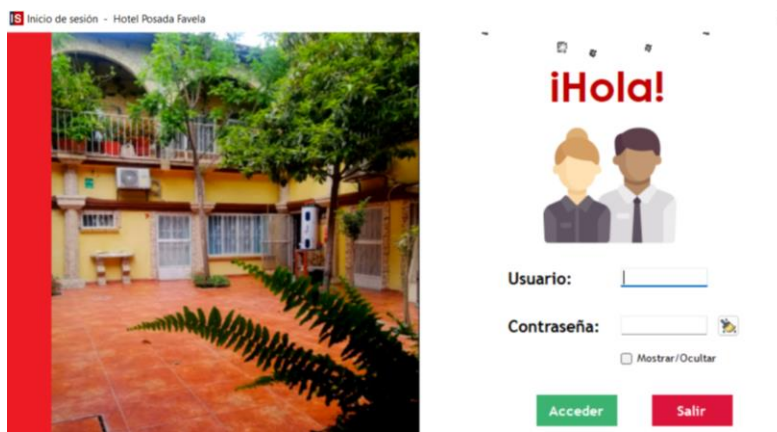 IS Inicio de sesión - Hotel Posada Favela
¡Hola!
Usuario:
Contraseña:
Mostrar/Ocultar
Acceder
Salir